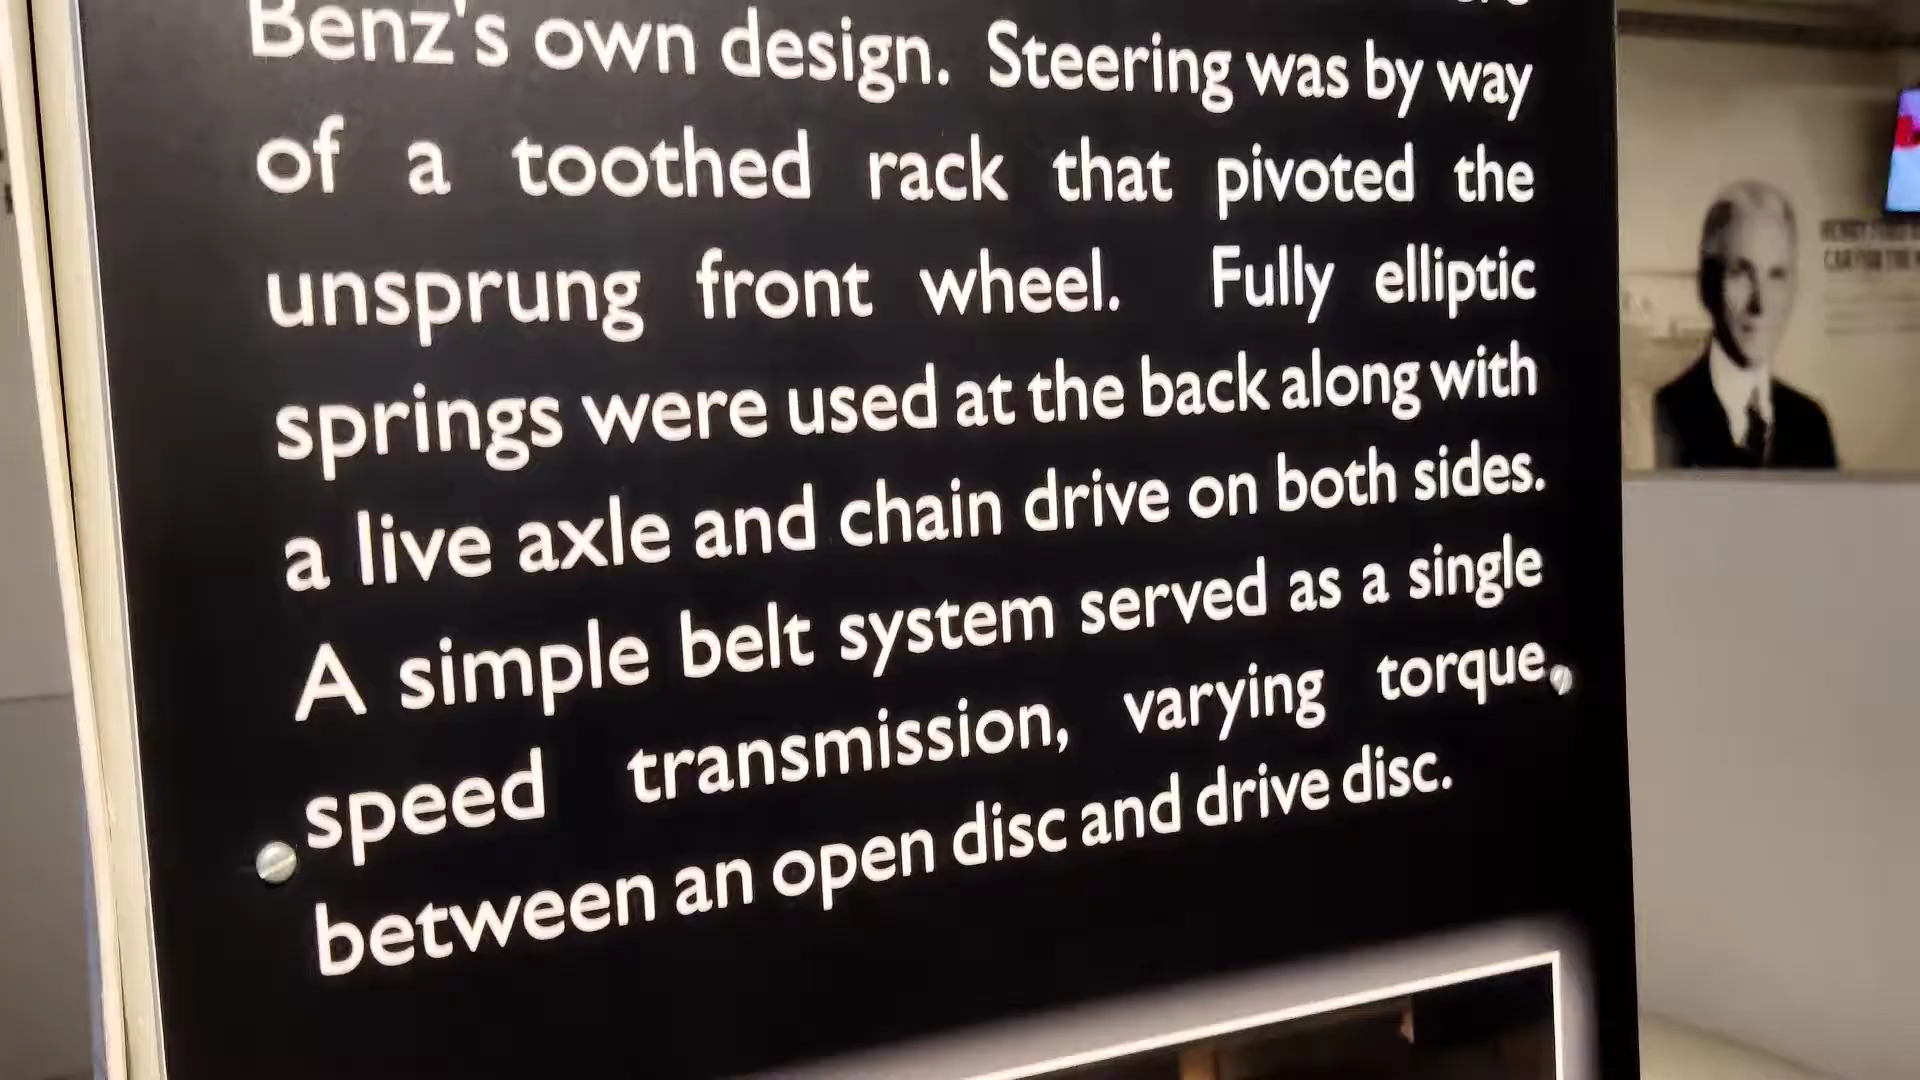 Benz's own design. Steering was by way
of a toothed rack that pivoted the
unsprung front wheel. Fully elliptic
springs were used at the back along with
a live axle and chain drive on both sides.
A simple belt system served as a single
speed transmission, varying torque
between an open disc and drive disc.